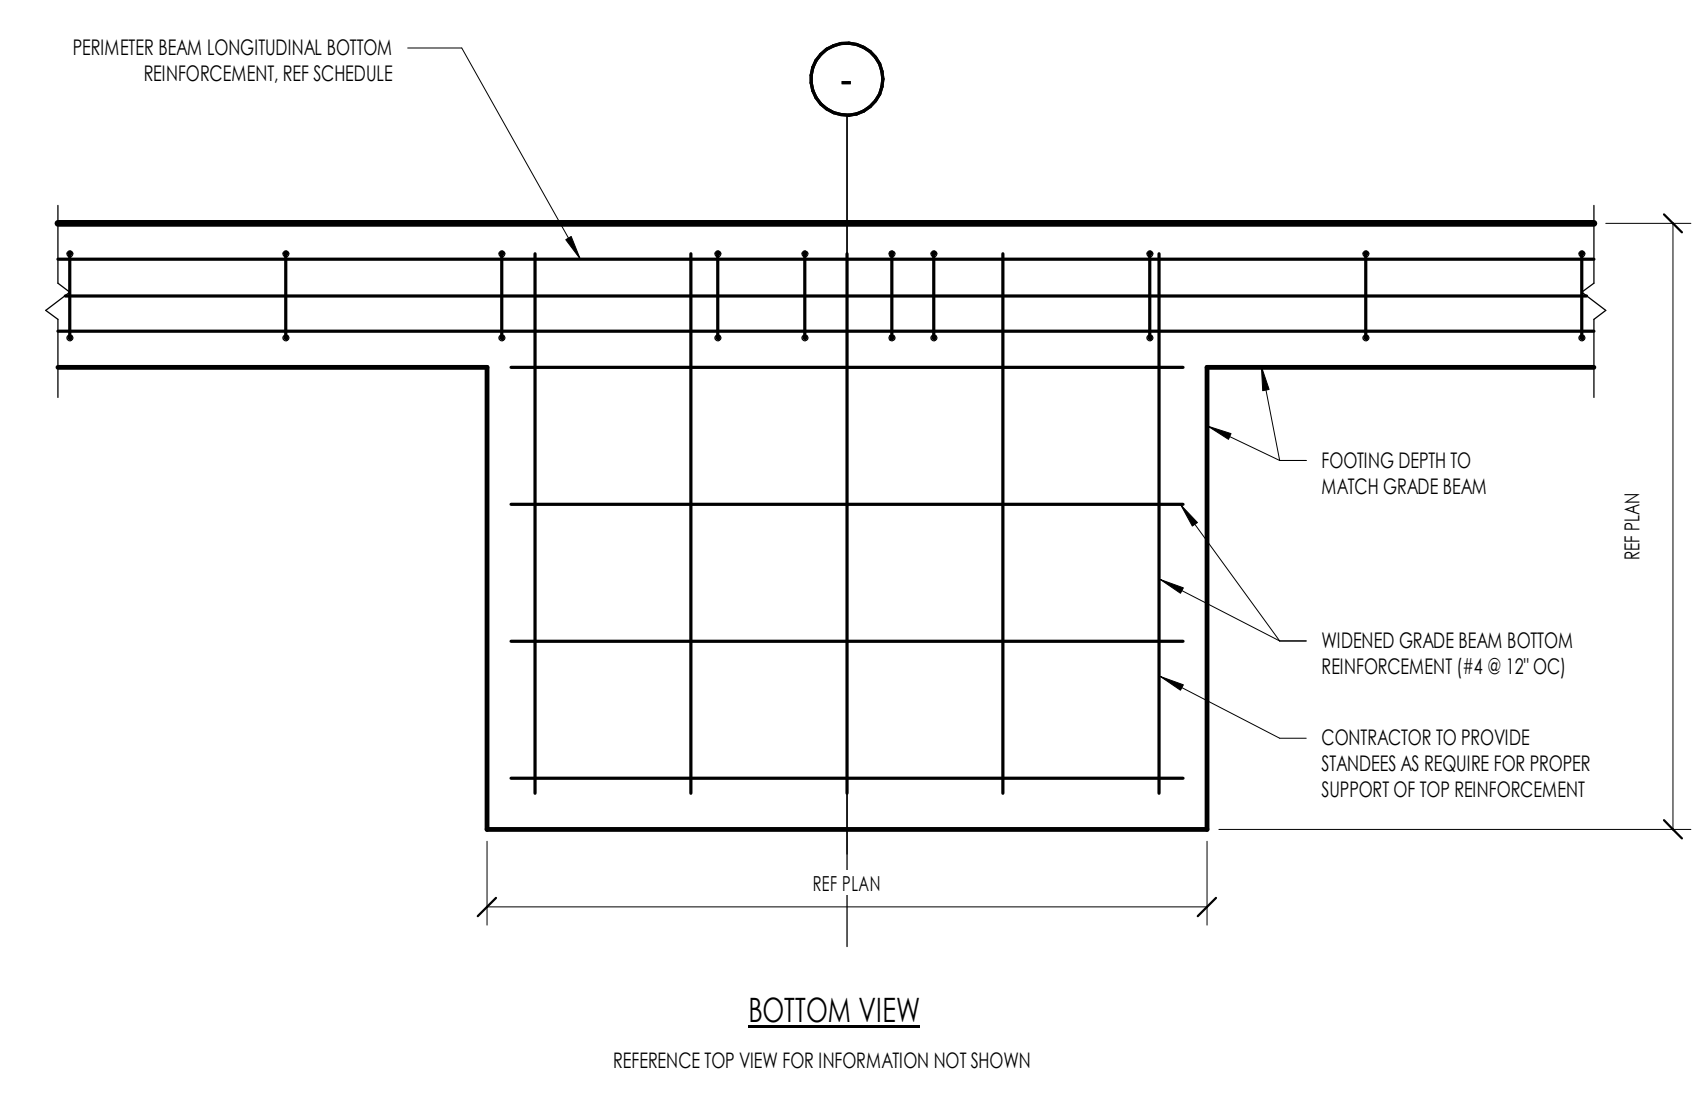 PERIMETER BEAM LONGITUDINAL BOTTOM
REINFORCEMENT, REF SCHEDULE
-
FOOTING DEPTH TO
MATCH GRADE BEAM
REF PLAN
WIDENED GRADE BEAM BOTTOM
REINFORCEMENT (#4 @ 12" OC)
CONTRACTOR TO PROVIDE
STANDEES AS REQUIRE FOR PROPER
SUPPORT OF TOP REINFORCEMENT
REF PLAN
BOTTOM VIEW
REFERENCE TOP VIEW FOR INFORMATION NOT SHOWN